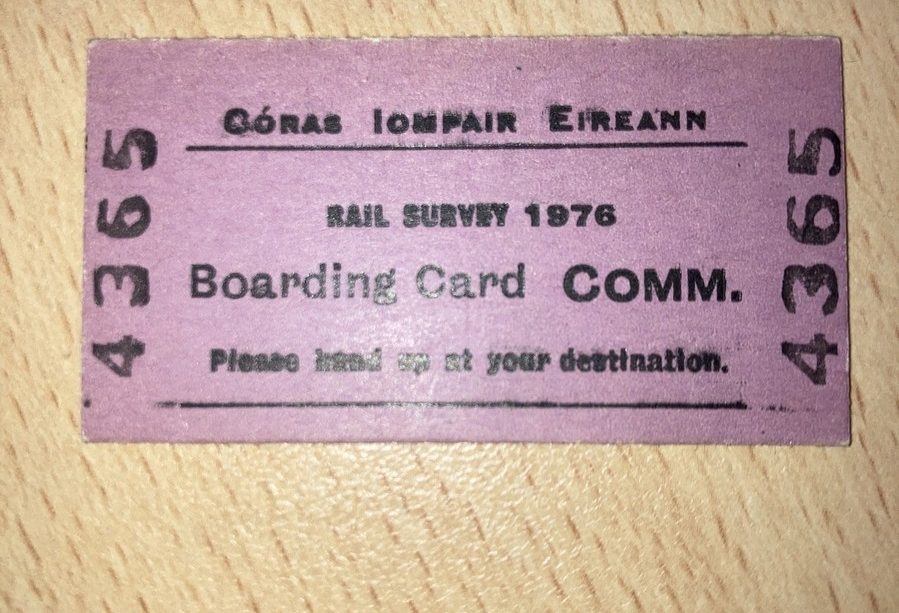 CÓRAS IOMPAIR EIREANN
RAIL SURVEY 1976
Boarding Card COMM.
Please hand up at your destination.
4365
4365